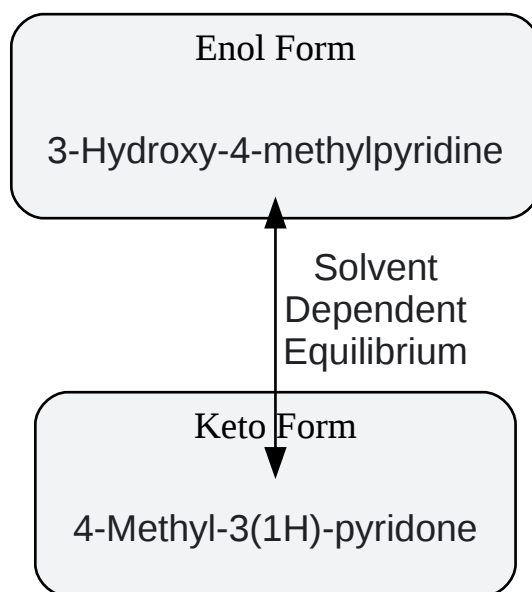 Enol Form
3-Hydroxy-4-methylpyridine
Solvent
Dependent
Equilibrium
Keto Form
4-Methyl-3(1H)-pyridone